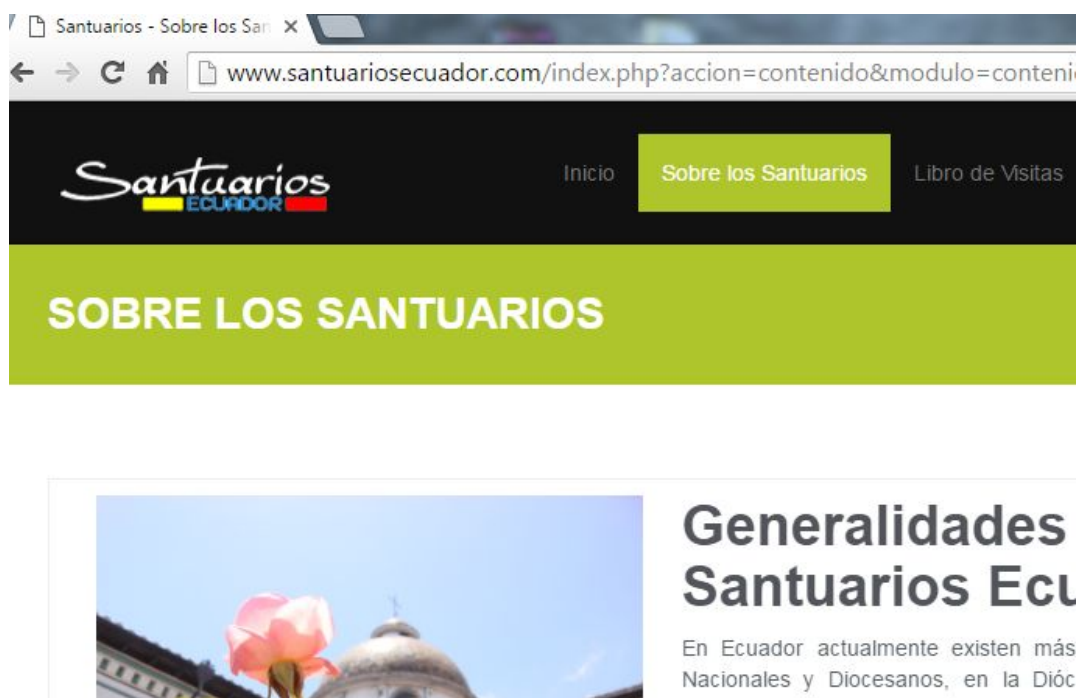 Santuarios - Sobre los San
www.santuariosecuador.com/index.php?accion=contenido&modulo=conteni
Santuarios
ECUADOR
Inicio
Sobre los Santuarios
Libro de Visitas
SOBRE LOS SANTUARIOS
Generalidades
Santuarios Ecu
En Ecuador actualmente existen más
Nacionales y Diocesanos, en la Dióc